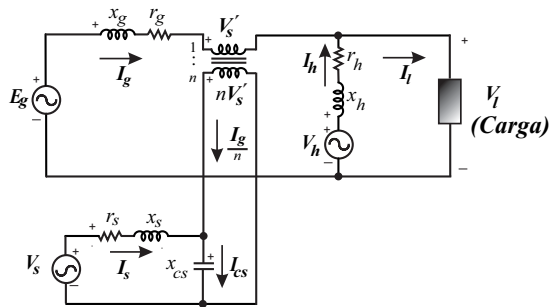 x_g r_g V_s'
+ 1 +
: n
+ nV_s'
I_g
E_g + −
I_h r_h x_h
I_l
+ V_l −
(Carga)
V_h + −
I_g/n
r_s x_s
+ I_s
V_s + −
x_cs +
I_cs